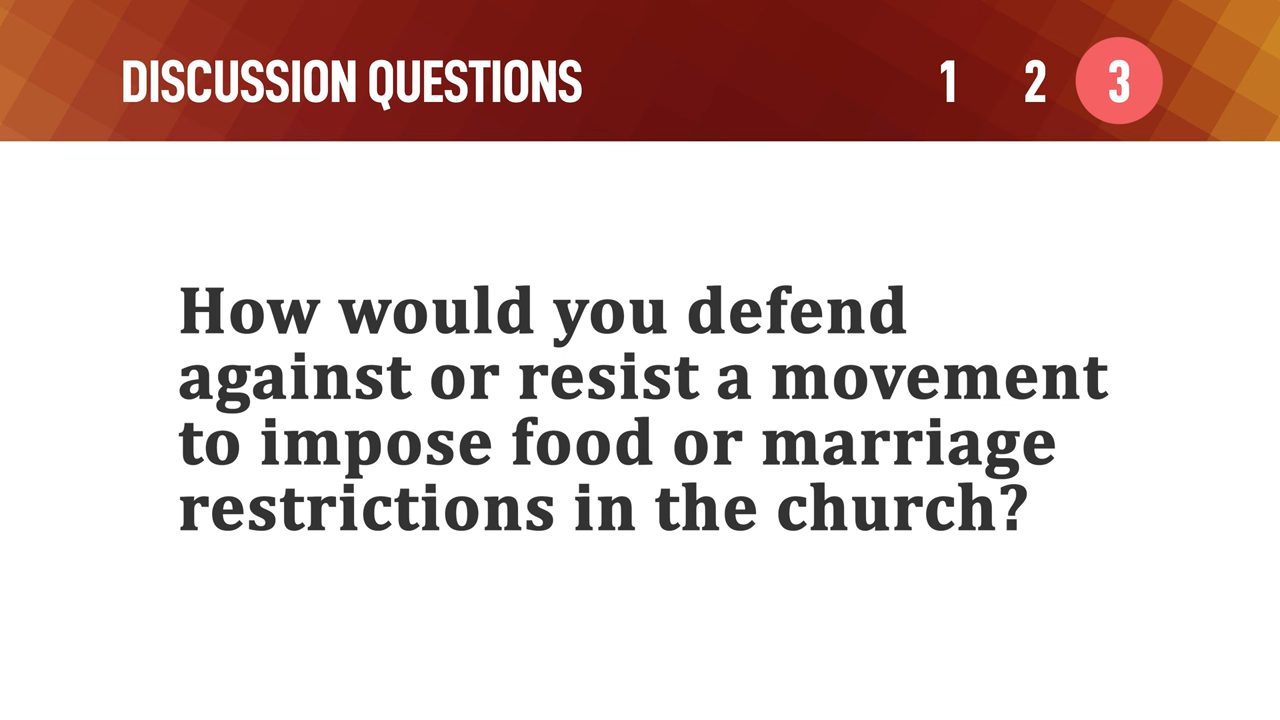 DISCUSSION QUESTIONS 1 2 3
How would you defend
against or resist a movement
to impose food or marriage
restrictions in the church?